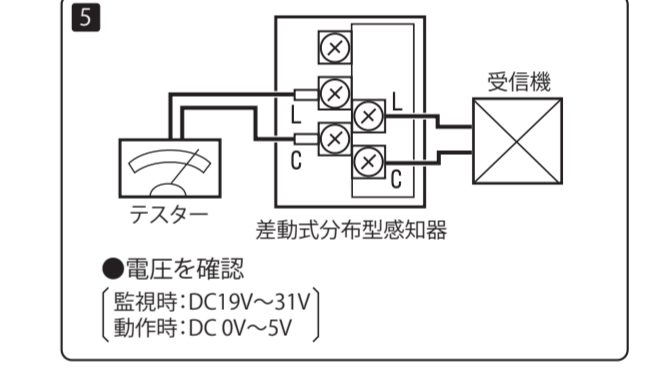 5
受信機
L
L
C
C
テスター
差動式分布型感知器
●電圧を確認
監視時:DC19V〜31V
動作時:DC 0V〜5V